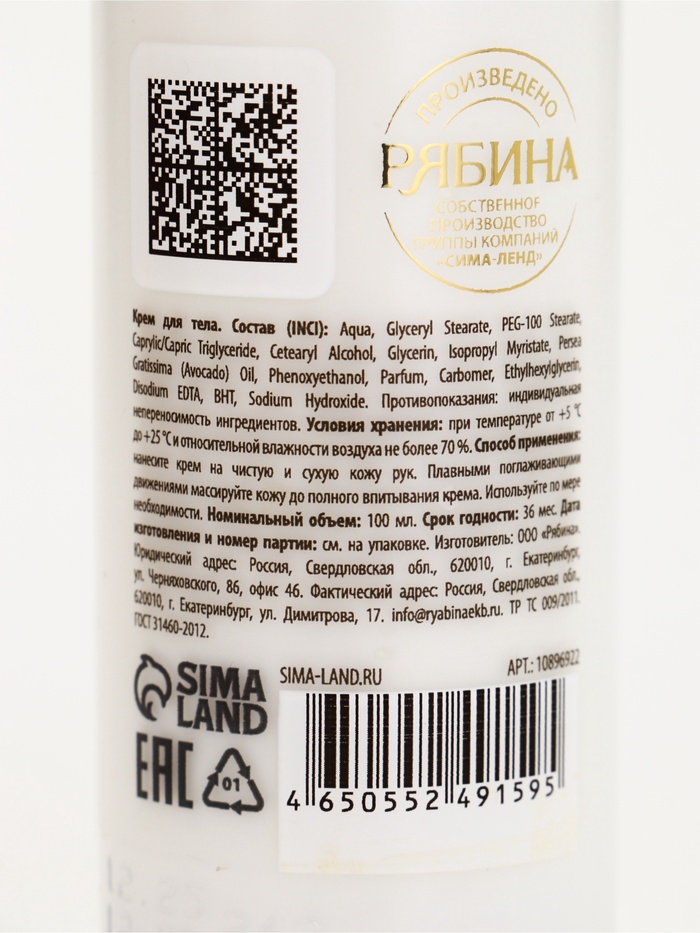 ПРОИЗВЕДЕНО
РЯБИНА
СОБСТВЕННОЕ
ПРОИЗВОДСТВО
ГРУППЫ КОМПАНИЙ
«СИМА-ЛЕНД»
Крем для тела. Состав (INCI): Aqua, Glyceryl Stearate, PEG-100 Stearate,
Caprylic/Capric Triglyceride, Cetearyl Alcohol, Glycerin, Isopropyl Myristate, Persea
Gratissima (Avocado) Oil, Phenoxyethanol, Parfum, Carbomer, Ethylhexylglycerin,
Disodium EDTA, BHT, Sodium Hydroxide. Противопоказания: индивидуальная
непереносимость ингредиентов. Условия хранения: при температуре от +5 °C
до +25 °C и относительной влажности воздуха не более 70 %. Способ применения:
нанесите крем на чистую и сухую кожу рук. Плавными поглаживающими
движениями массируйте кожу до полного впитывания крема. Используйте по мере
необходимости. Номинальный объем: 100 мл. Срок годности: 36 мес. Дата
изготовления и номер партии: см. на упаковке. Изготовитель: ООО «Рябина».
Юридический адрес: Россия, Свердловская обл., 620010, г. Екатеринбург,
ул. Черняховского, 86, офис 46. Фактический адрес: Россия, Свердловская обл.,
620010, г. Екатеринбург, ул. Димитрова, 17. info@ryabinaekb.ru. ТР ТС 009/2011.
ГОСТ 31460-2012.
SIMA
LAND
SIMA-LAND.RU
АРТ.: 10896922
EAC
01
4 650552 491595